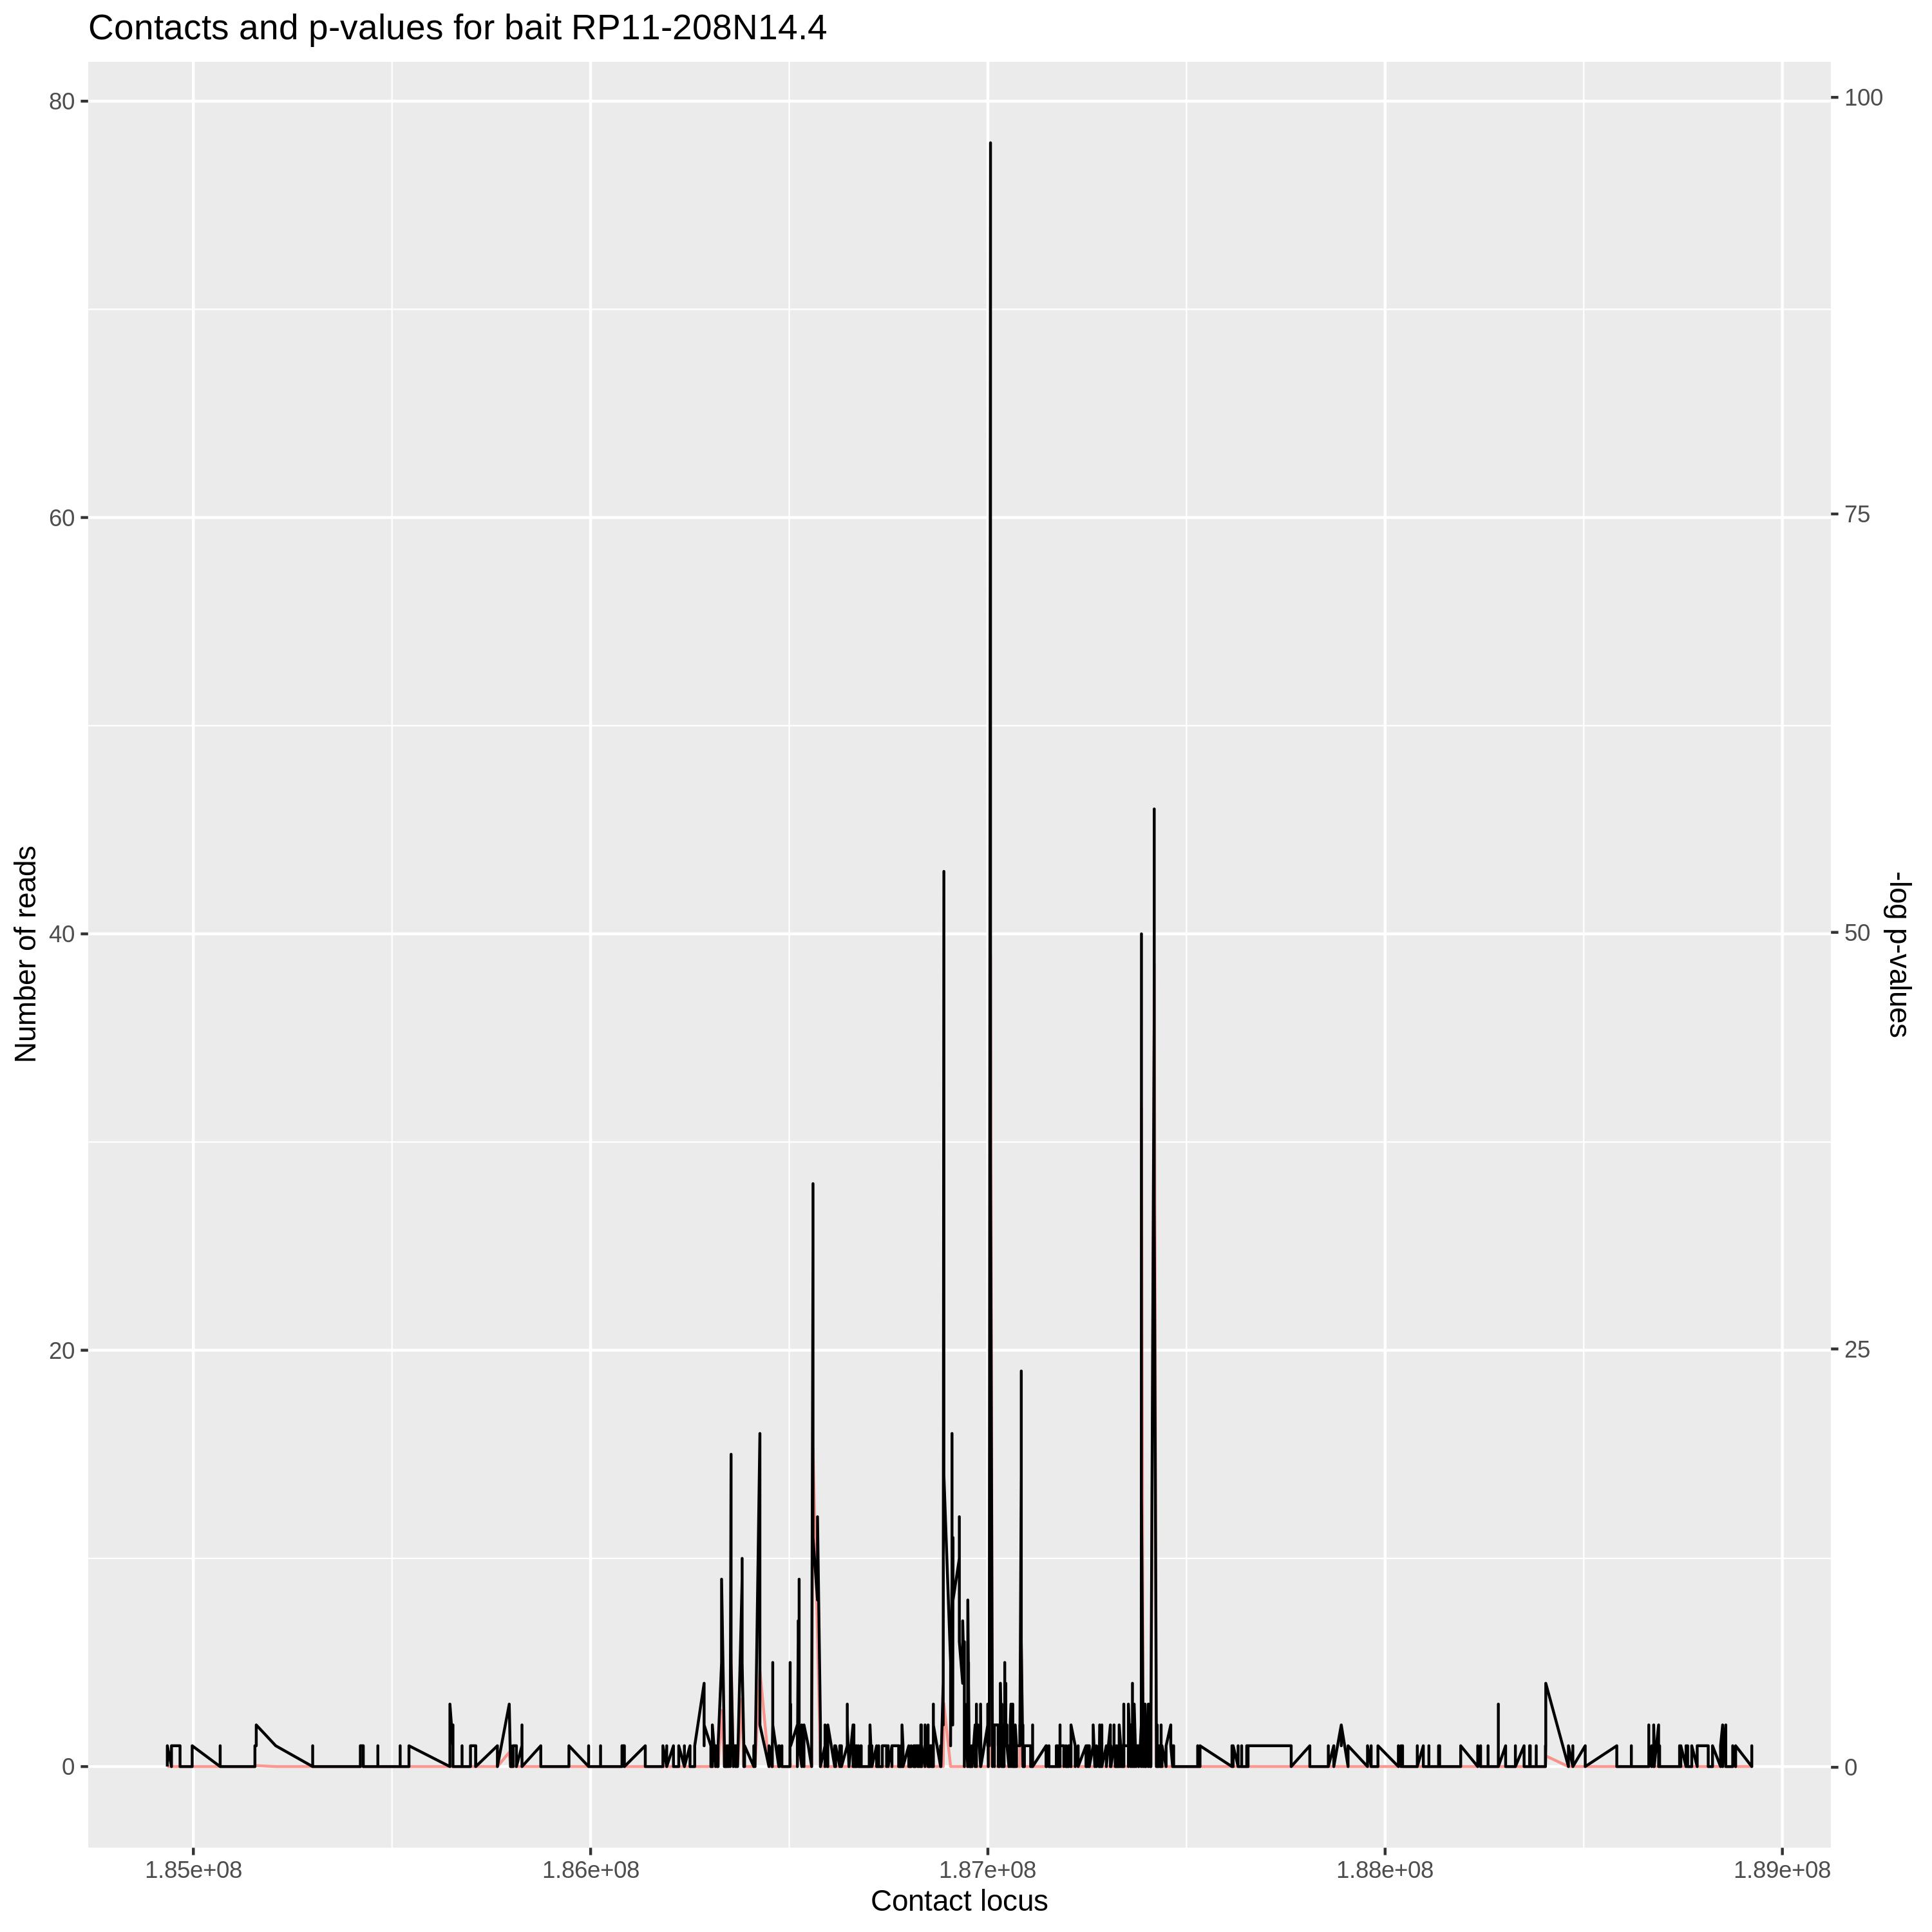 Contacts and p-values for bait RP11-208N14.4
80
60
40
20
0
Number of reads
100
75
50
25
0
-log p-values
1.85e+08
1.86e+08
1.87e+08
1.88e+08
1.89e+08
Contact locus